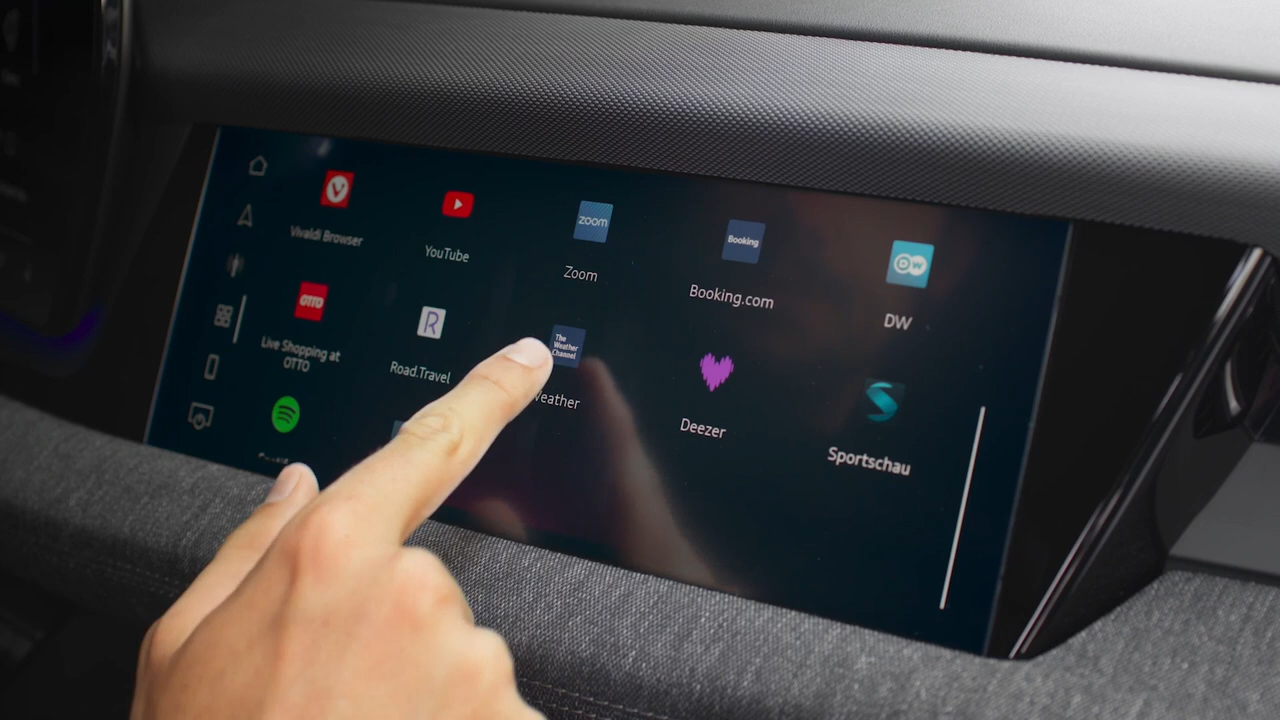 Vivaldi Browser
YouTube
zoom
Zoom
Booking
Booking.com
DW
DW
OTTO
Live Shopping at
OTTO
R
Road.Travel
The
Weather
Channel
eather
Deezer
Sportschau